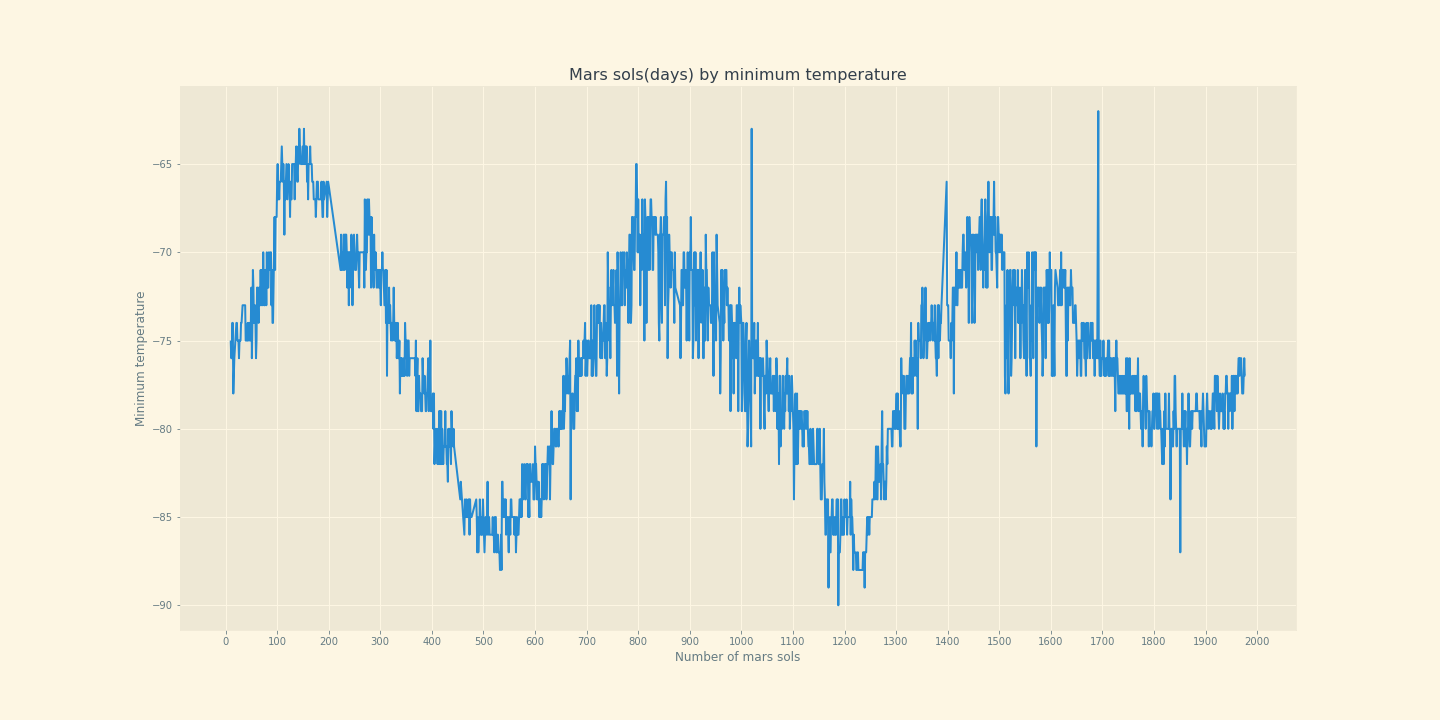 Mars sols(days) by minimum temperature
Minimum temperature
−65
−70
−75
−80
−85
−90
0 100 200 300 400 500 600 700 800 900 1000 1100 1200 1300 1400 1500 1600 1700 1800 1900 2000
Number of mars sols